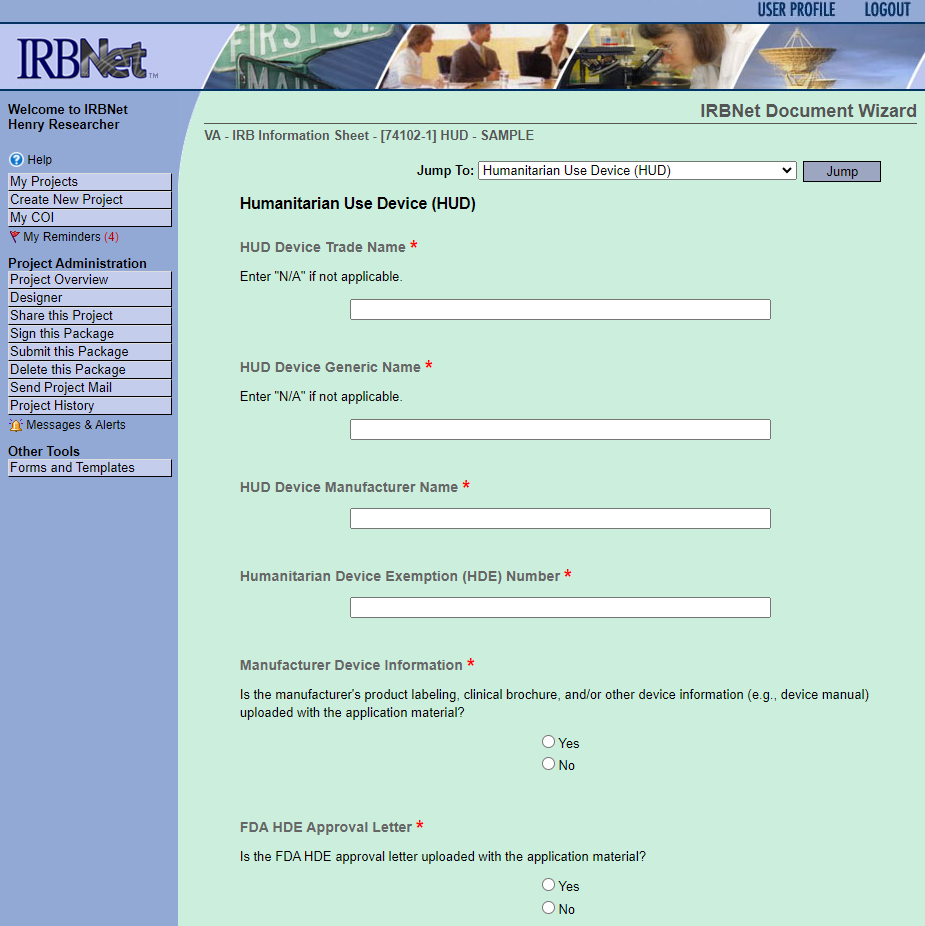 USER PROFILE LOGOUT
IRBNet™
FIRST ST.
MAIN
Welcome to IRBNet
Henry Researcher
Help
My Projects
Create New Project
My COI
My Reminders (4)
Project Administration
Project Overview
Designer
Share this Project
Sign this Package
Submit this Package
Delete this Package
Send Project Mail
Project History
Messages & Alerts
Other Tools
Forms and Templates
IRBNet Document Wizard
VA - IRB Information Sheet - [74102-1] HUD - SAMPLE
Jump To: Humanitarian Use Device (HUD) Jump
Humanitarian Use Device (HUD)
HUD Device Trade Name *
Enter "N/A" if not applicable.
HUD Device Generic Name *
Enter "N/A" if not applicable.
HUD Device Manufacturer Name *
Humanitarian Device Exemption (HDE) Number *
Manufacturer Device Information *
Is the manufacturer's product labeling, clinical brochure, and/or other device information (e.g., device manual)
uploaded with the application material?
Yes
No
FDA HDE Approval Letter *
Is the FDA HDE approval letter uploaded with the application material?
Yes
No